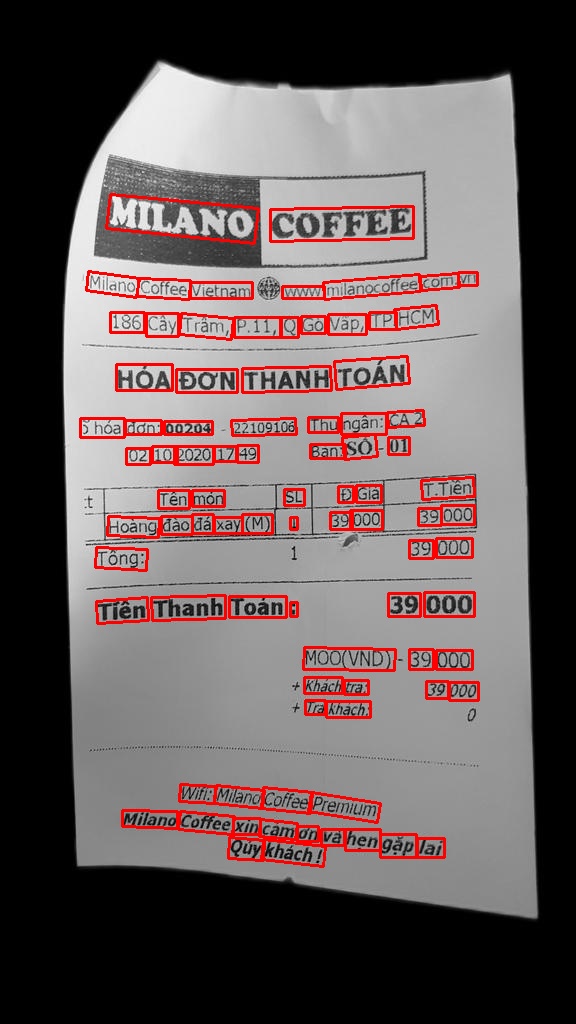 MILANO COFFEE
Milano Coffee Vietnam www.milanocoffee.com.vn
186 Cây Trâm, P.11, Q Gò Vấp, TP HCM
HÓA ĐƠN THANH TOÁN
hóa đơn: 00204 - 22109106 Thu ngân: CA 2
02 10 2020 17 49 Bàn: SÔ - 01
Tên món SL Đ Giá T.Tiền
Hoàng đào đá xay (M) 1 39 000 39 000
Tổng: 1 39 000
Tiền Thanh Toán : 39 000
MOO(VND) - 39 000
+ Khách trả: 39 000
+ Trả khách: 0
Wifi: Milano Coffee Premium
Milano Coffee xin cám ơn và hẹn gặp lại
Qúy khách !